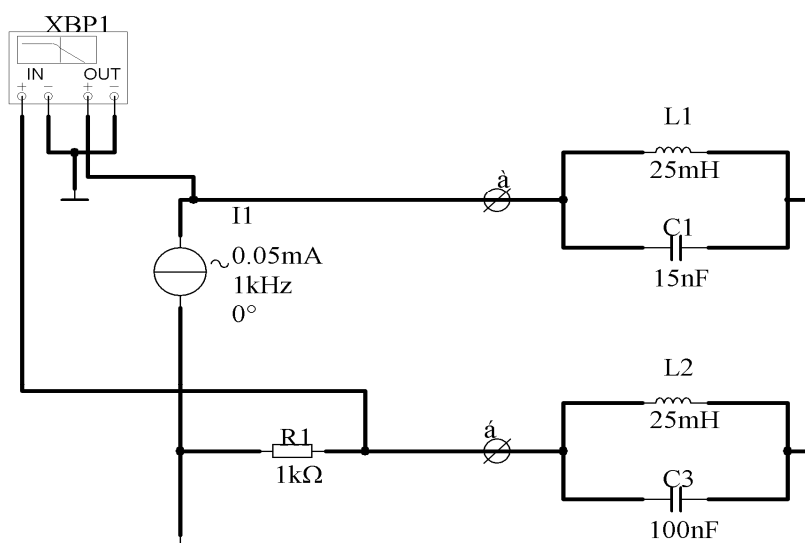 XBP1
IN OUT
+ − + −
L1
25mH
à
C1
15nF
I1
0.05mA
1kHz
0°
L2
25mH
á
R1
1kΩ
C3
100nF